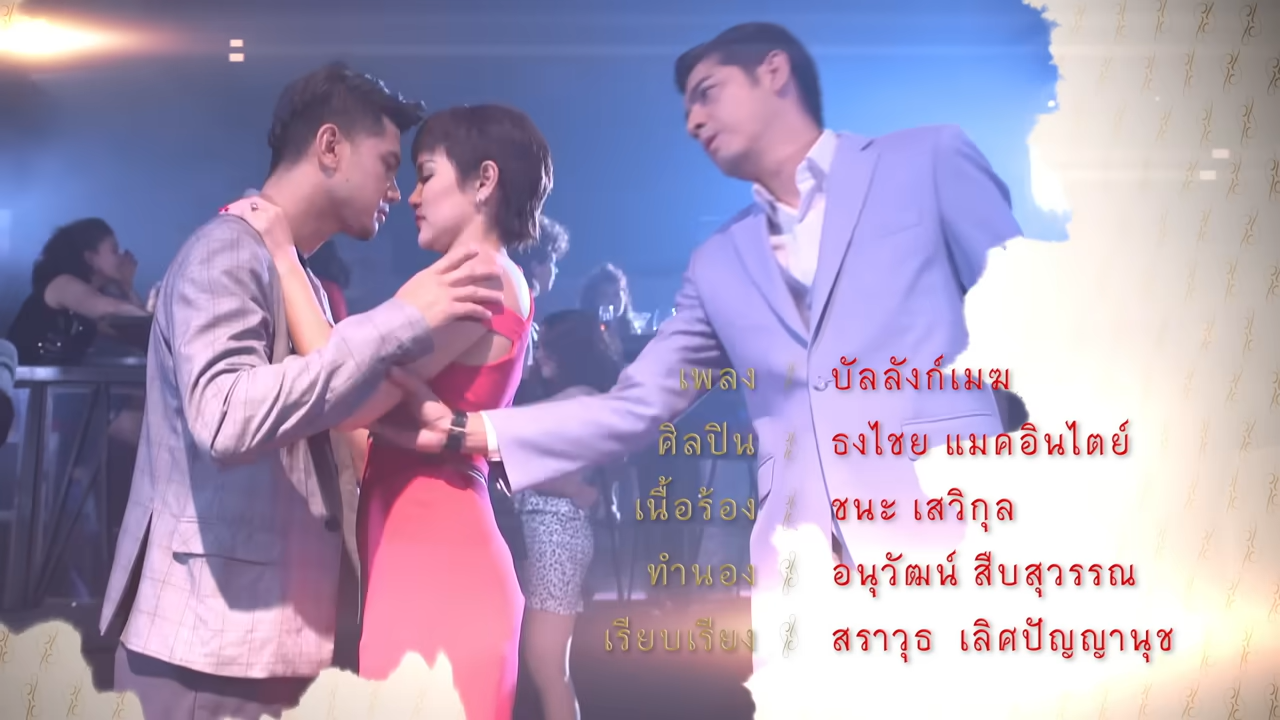 เพลง บัลลังก์เมฆ
ศิลปิน ธงไชย แมคอินไตย์
เนื้อร้อง ชนะ เสวิกุล
ทำนอง อนุวัฒน์ สืบสุวรรณ
เรียบเรียง สราวุธ เลิศปัญญานุช